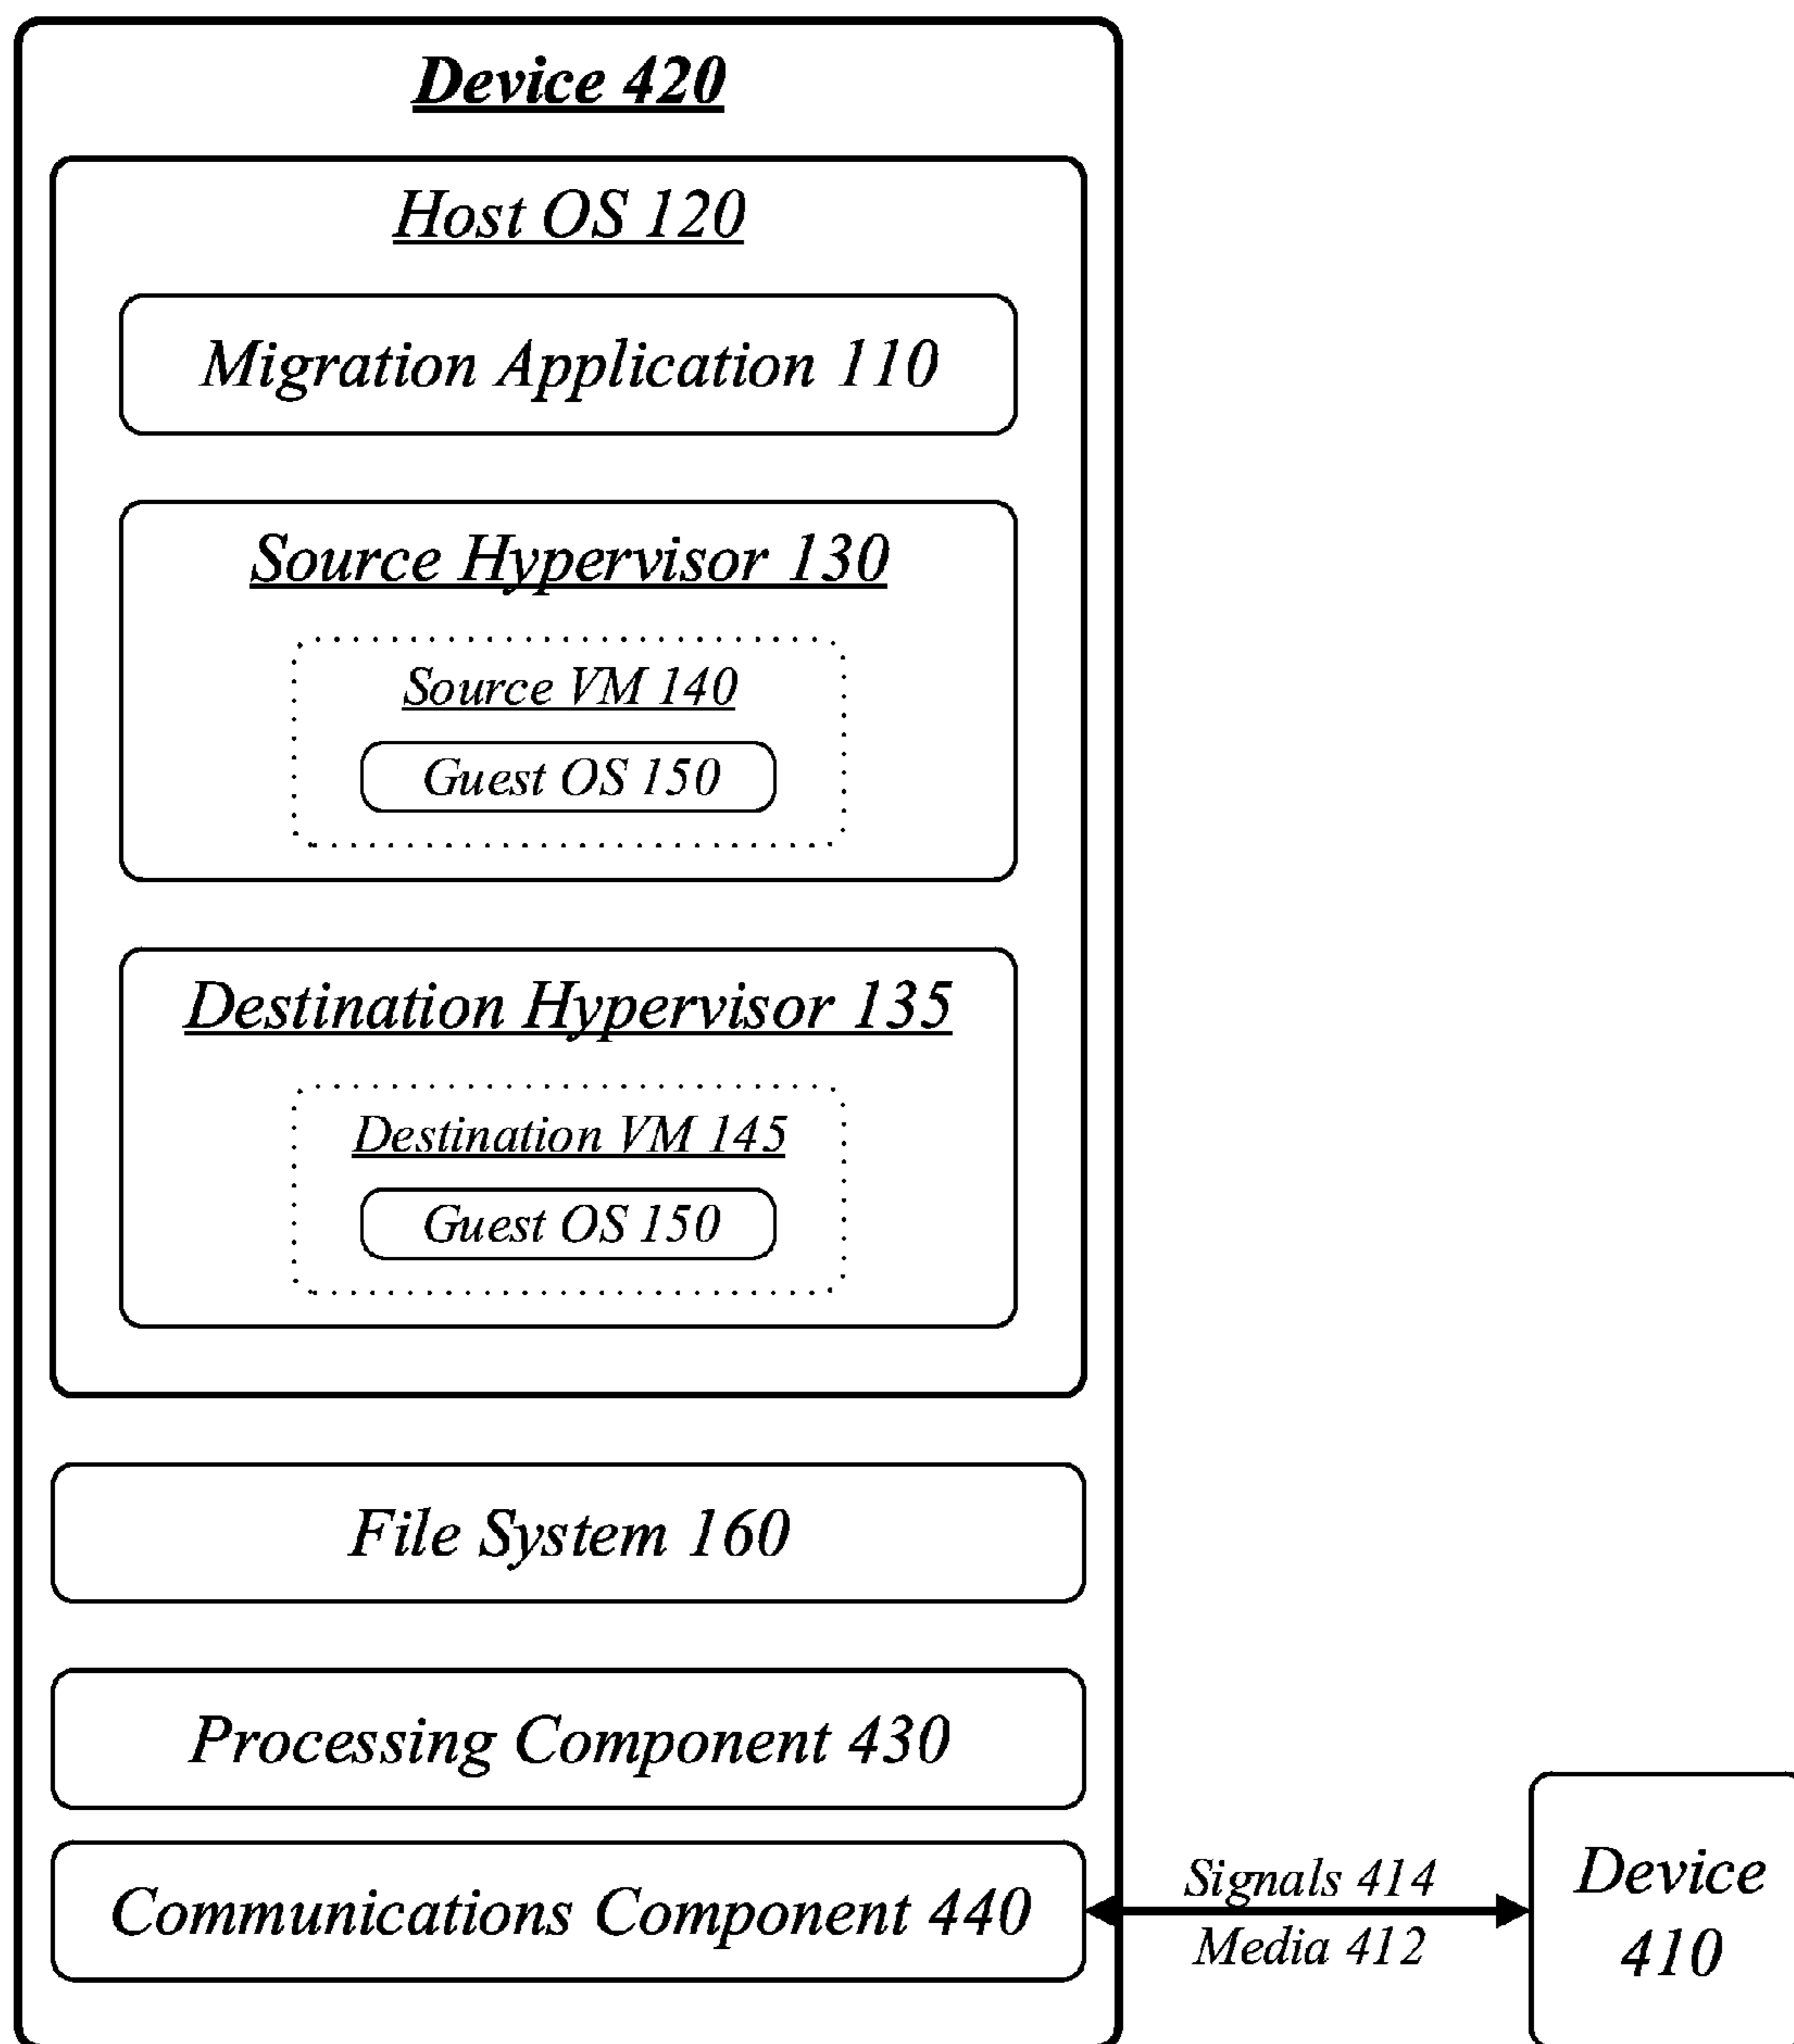 Device 420
Host OS 120
Migration Application 110
Source Hypervisor 130
Source VM 140
Guest OS 150
Destination Hypervisor 135
Destination VM 145
Guest OS 150
File System 160
Processing Component 430
Communications Component 440
Signals 414
Media 412
Device
410